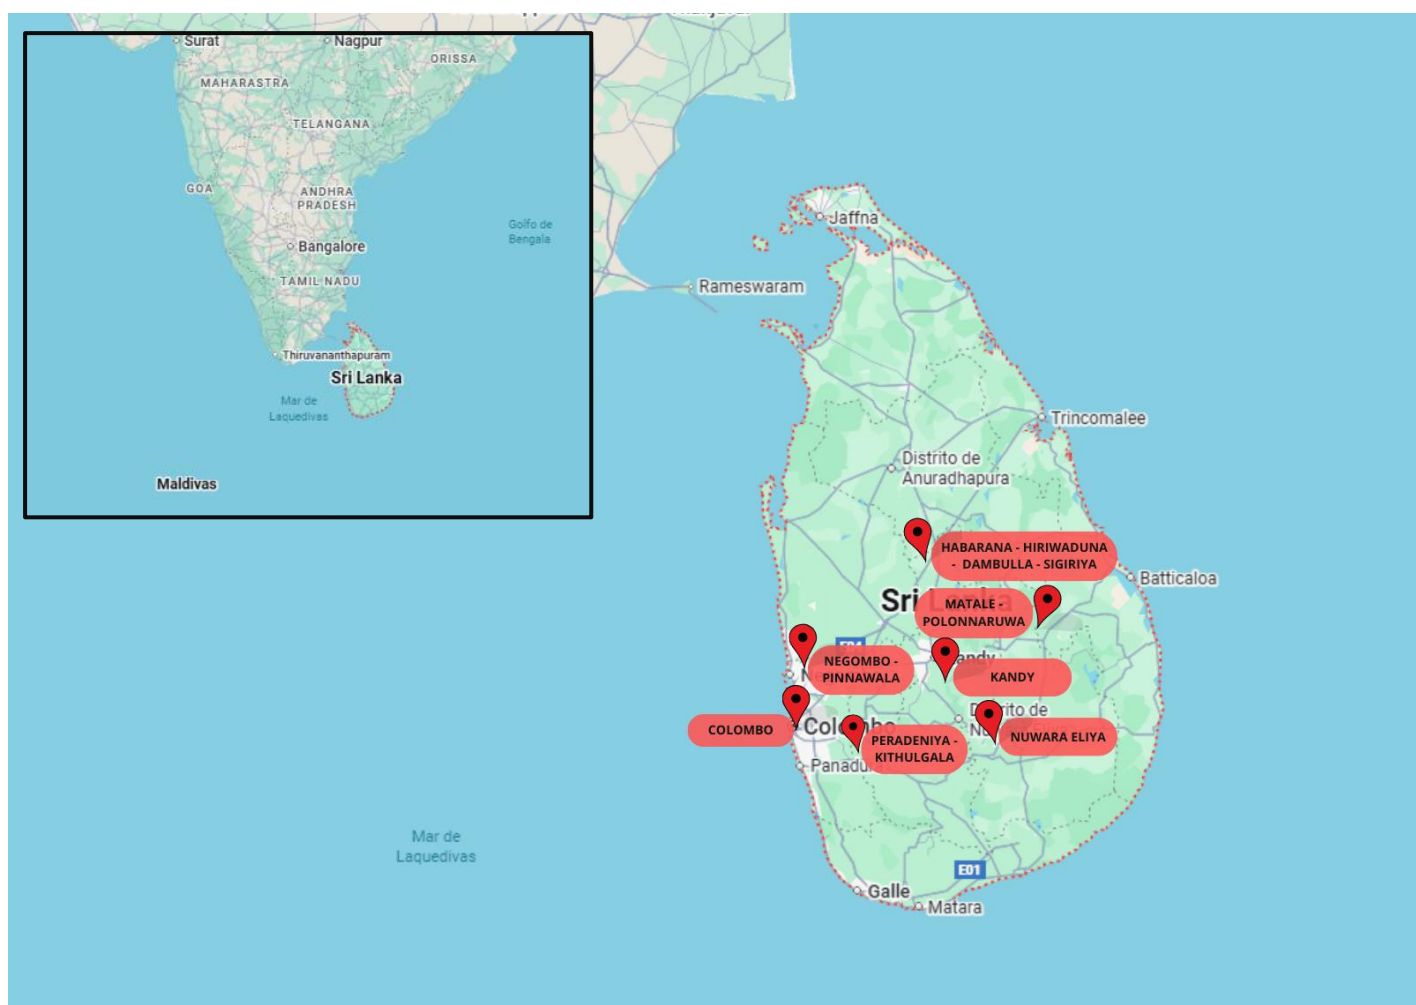 Surat
Nagpur
ORISSA
MAHARASTRA
TELANGANA
GOA
ANDHRA
PRADESH
Golfo de
Bengala
Bangalore
TAMIL NADU
Thiruvananthapuram
Sri Lanka
Mar de
Laquedivas
Maldivas
Jaffna
Rameswaram
Trincomalee
Distrito de
Anuradhapura
HABARANA - HIRIWADUNA
- DAMBULLA - SIGIRIYA
Batticaloa
Sri
MATALE -
POLONNARUWA
NEGOMBO -
PINNAWALA
KANDY
COLOMBO
Colombo
PERADENIYA -
KITHULGALA
NUWARA ELIYA
Mar de
Laquedivas
E01
Galle
Matara